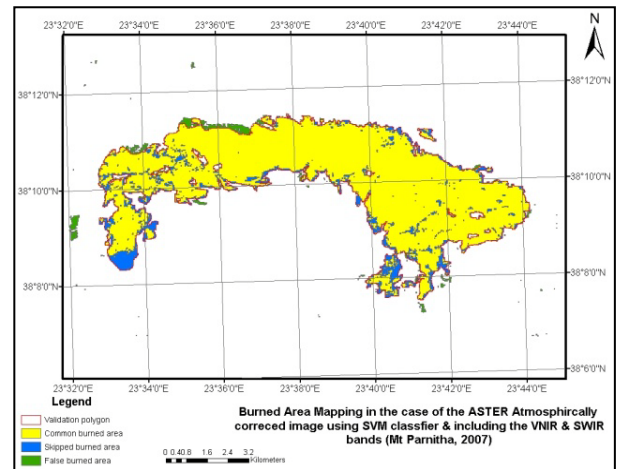 23°32'0"E 23°34'0"E 23°36'0"E 23°38'0"E 23°40'0"E 23°42'0"E 23°44'0"E
N
38°12'0"N 38°12'0"N
38°10'0"N 38°10'0"N
38°8'0"N 38°8'0"N
38°6'0"N
23°32'0"E 23°34'0"E 23°36'0"E 23°38'0"E 23°40'0"E 23°42'0"E 23°44'0"E
Legend
Validation polygon
Common burned area
Skipped burned area
False burned area
0 0.40.8 1.6 2.4 3.2
Kilometers
Burned Area Mapping in the case of the ASTER Atmosphircally
correced image using SVM classfier & including the VNIR & SWIR
bands (Mt Parnitha, 2007)